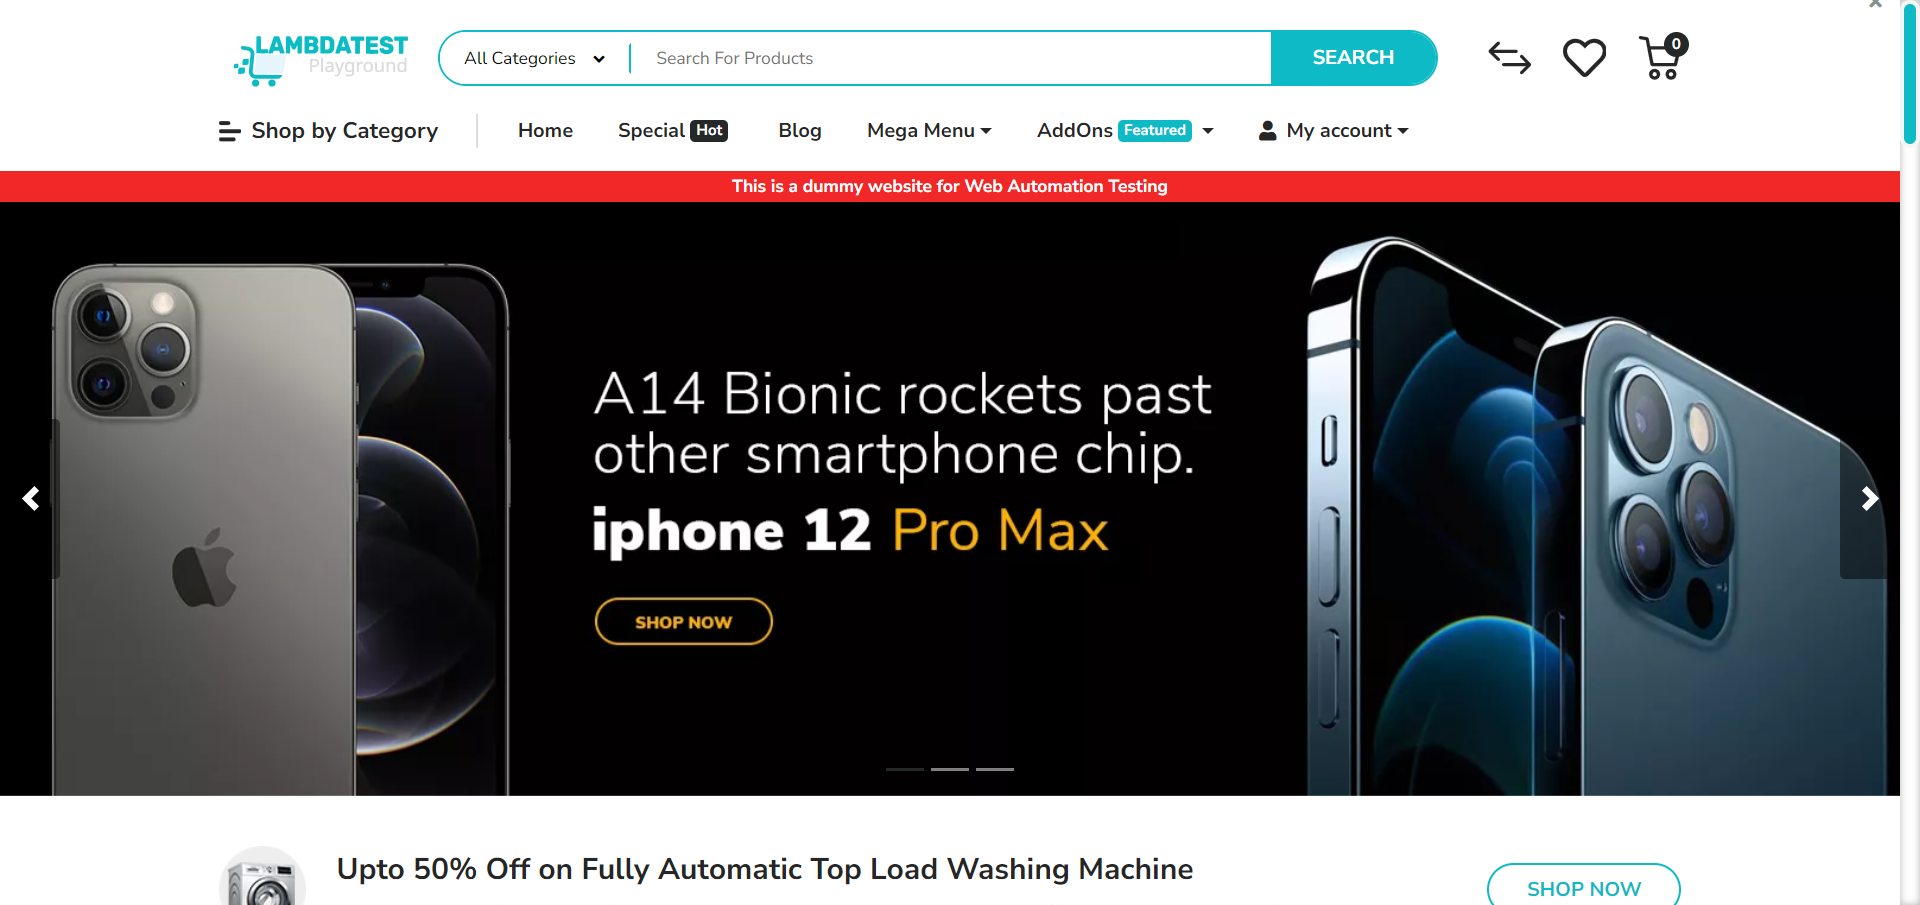 LAMBDATEST
Playground
All Categories
Search For Products
SEARCH
0
Shop by Category
Home
Special Hot
Blog
Mega Menu
AddOns Featured
My account
This is a dummy website for Web Automation Testing
A14 Bionic rockets past
other smartphone chip.
iphone 12 Pro Max
SHOP NOW
Upto 50% Off on Fully Automatic Top Load Washing Machine
SHOP NOW